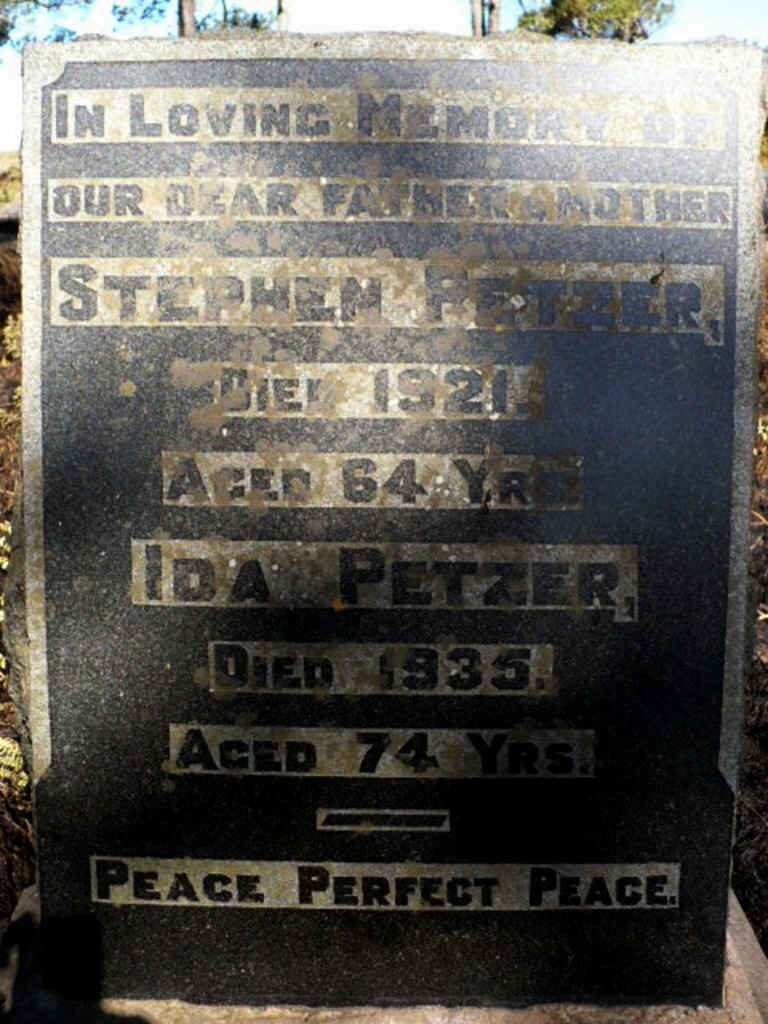 IN LOVING MEMORY OF
OUR DEAR FATHER & MOTHER
STEPHEN PETZER,
DIED 1921.
AGED 64 YRS.
IDA PETZER,
DIED 1935.
AGED 74 YRS.
PEACE PERFECT PEACE.